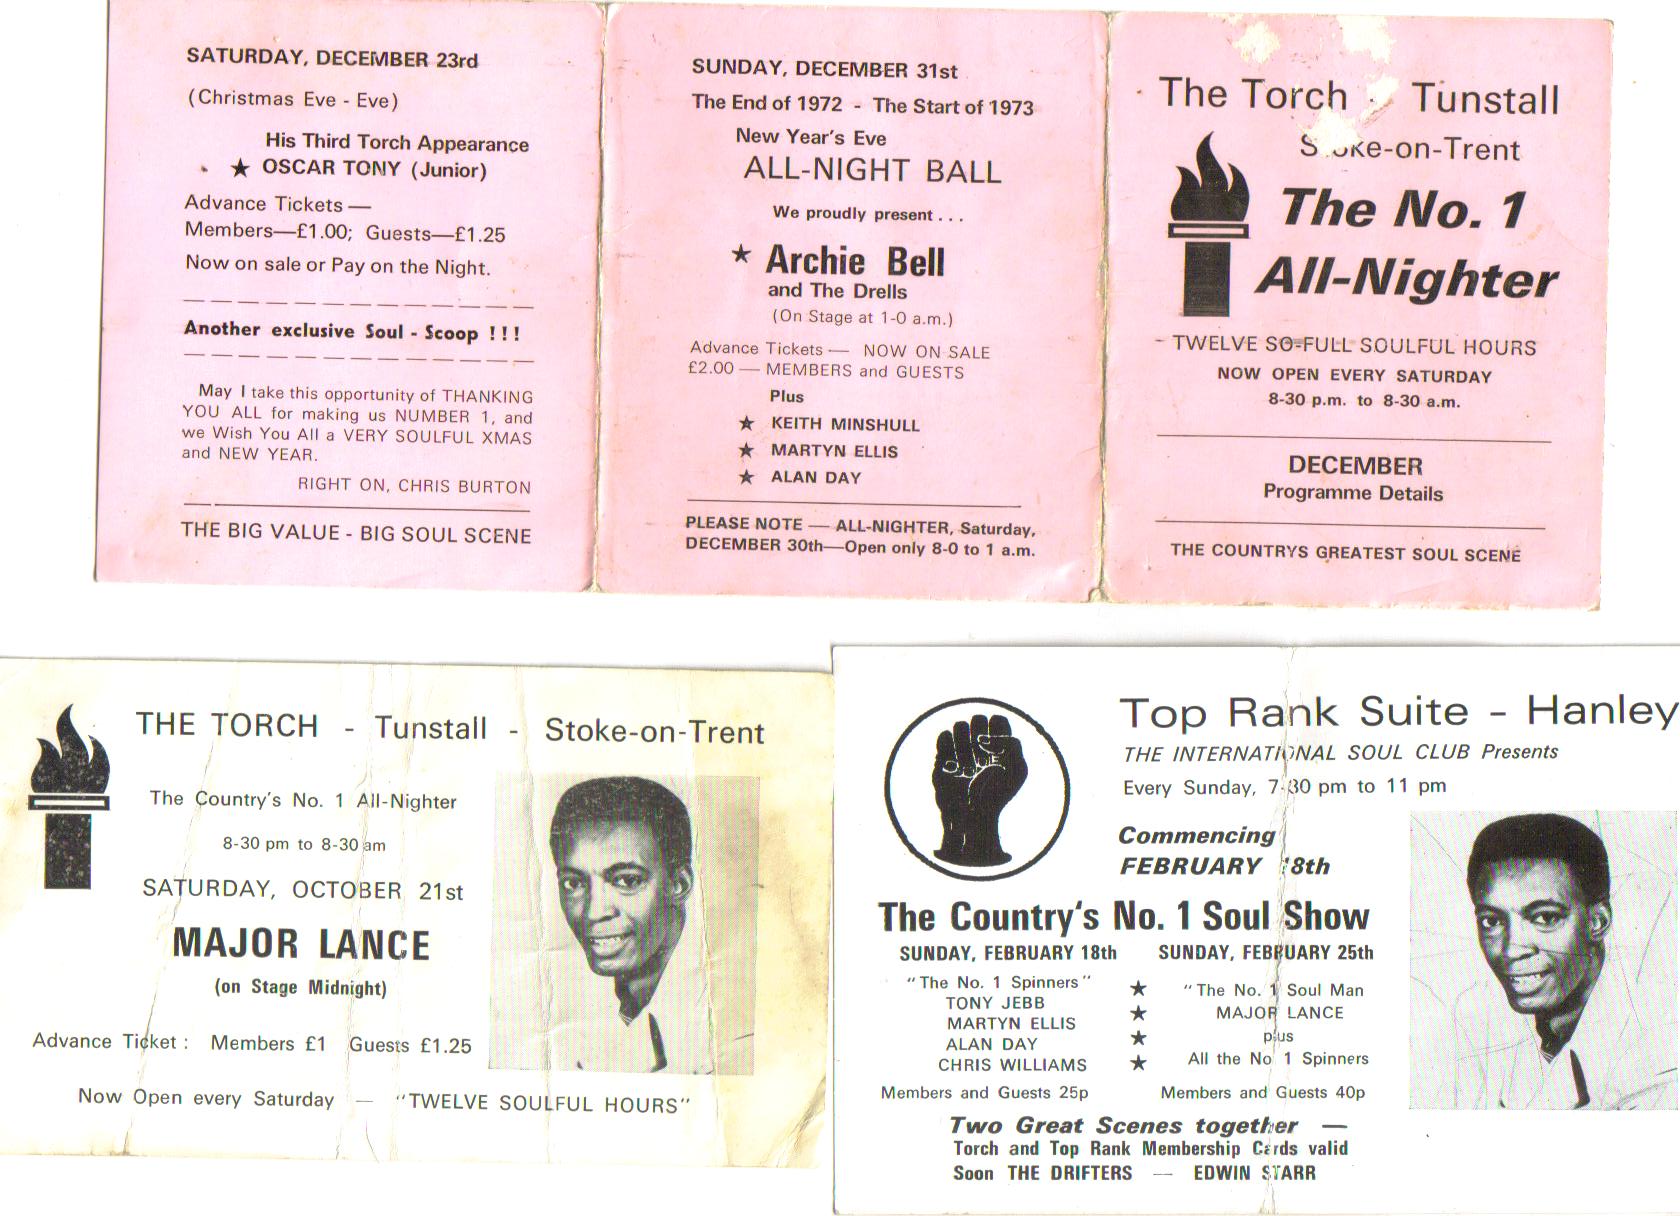 SATURDAY, DECEMBER 23rd
(Christmas Eve - Eve)
His Third Torch Appearance
★ OSCAR TONY (Junior)
Advance Tickets —
Members—£1.00; Guests—£1.25
Now on sale or Pay on the Night.
Another exclusive Soul - Scoop !!!
May I take this opportunity of THANKING
YOU ALL for making us NUMBER 1, and
we Wish You All a VERY SOULFUL XMAS
and NEW YEAR.
RIGHT ON, CHRIS BURTON
THE BIG VALUE - BIG SOUL SCENE
SUNDAY, DECEMBER 31st
The End of 1972 - The Start of 1973
New Year's Eve
ALL-NIGHT BALL
We proudly present . . .
★ Archie Bell
and The Drells
(On Stage at 1-0 a.m.)
Advance Tickets — NOW ON SALE
£2.00 — MEMBERS and GUESTS
Plus
★ KEITH MINSHULL
★ MARTYN ELLIS
★ ALAN DAY
PLEASE NOTE — ALL-NIGHTER, Saturday,
DECEMBER 30th—Open only 8-0 to 1 a.m.
The Torch - Tunstall
Stoke-on-Trent
The No. 1
All-Nighter
- TWELVE SO-FULL SOULFUL HOURS
NOW OPEN EVERY SATURDAY
8-30 p.m. to 8-30 a.m.
DECEMBER
Programme Details
THE COUNTRYS GREATEST SOUL SCENE
THE TORCH - Tunstall - Stoke-on-Trent
The Country's No. 1 All-Nighter
8-30 pm to 8-30 am
SATURDAY, OCTOBER 21st
MAJOR LANCE
(on Stage Midnight)
Advance Ticket : Members £1 Guests £1.25
Now Open every Saturday — "TWELVE SOULFUL HOURS"
Top Rank Suite - Hanley
THE INTERNATIONAL SOUL CLUB Presents
Every Sunday, 7-30 pm to 11 pm
Commencing
FEBRUARY 18th
The Country's No. 1 Soul Show
SUNDAY, FEBRUARY 18th
"The No. 1 Spinners"
TONY JEBB
MARTYN ELLIS
ALAN DAY
CHRIS WILLIAMS
Members and Guests 25p
SUNDAY, FEBRUARY 25th
★ "The No. 1 Soul Man
★ MAJOR LANCE
★ plus
★ All the No 1 Spinners
Members and Guests 40p
Two Great Scenes together —
Torch and Top Rank Membership Cards valid
Soon THE DRIFTERS — EDWIN STARR